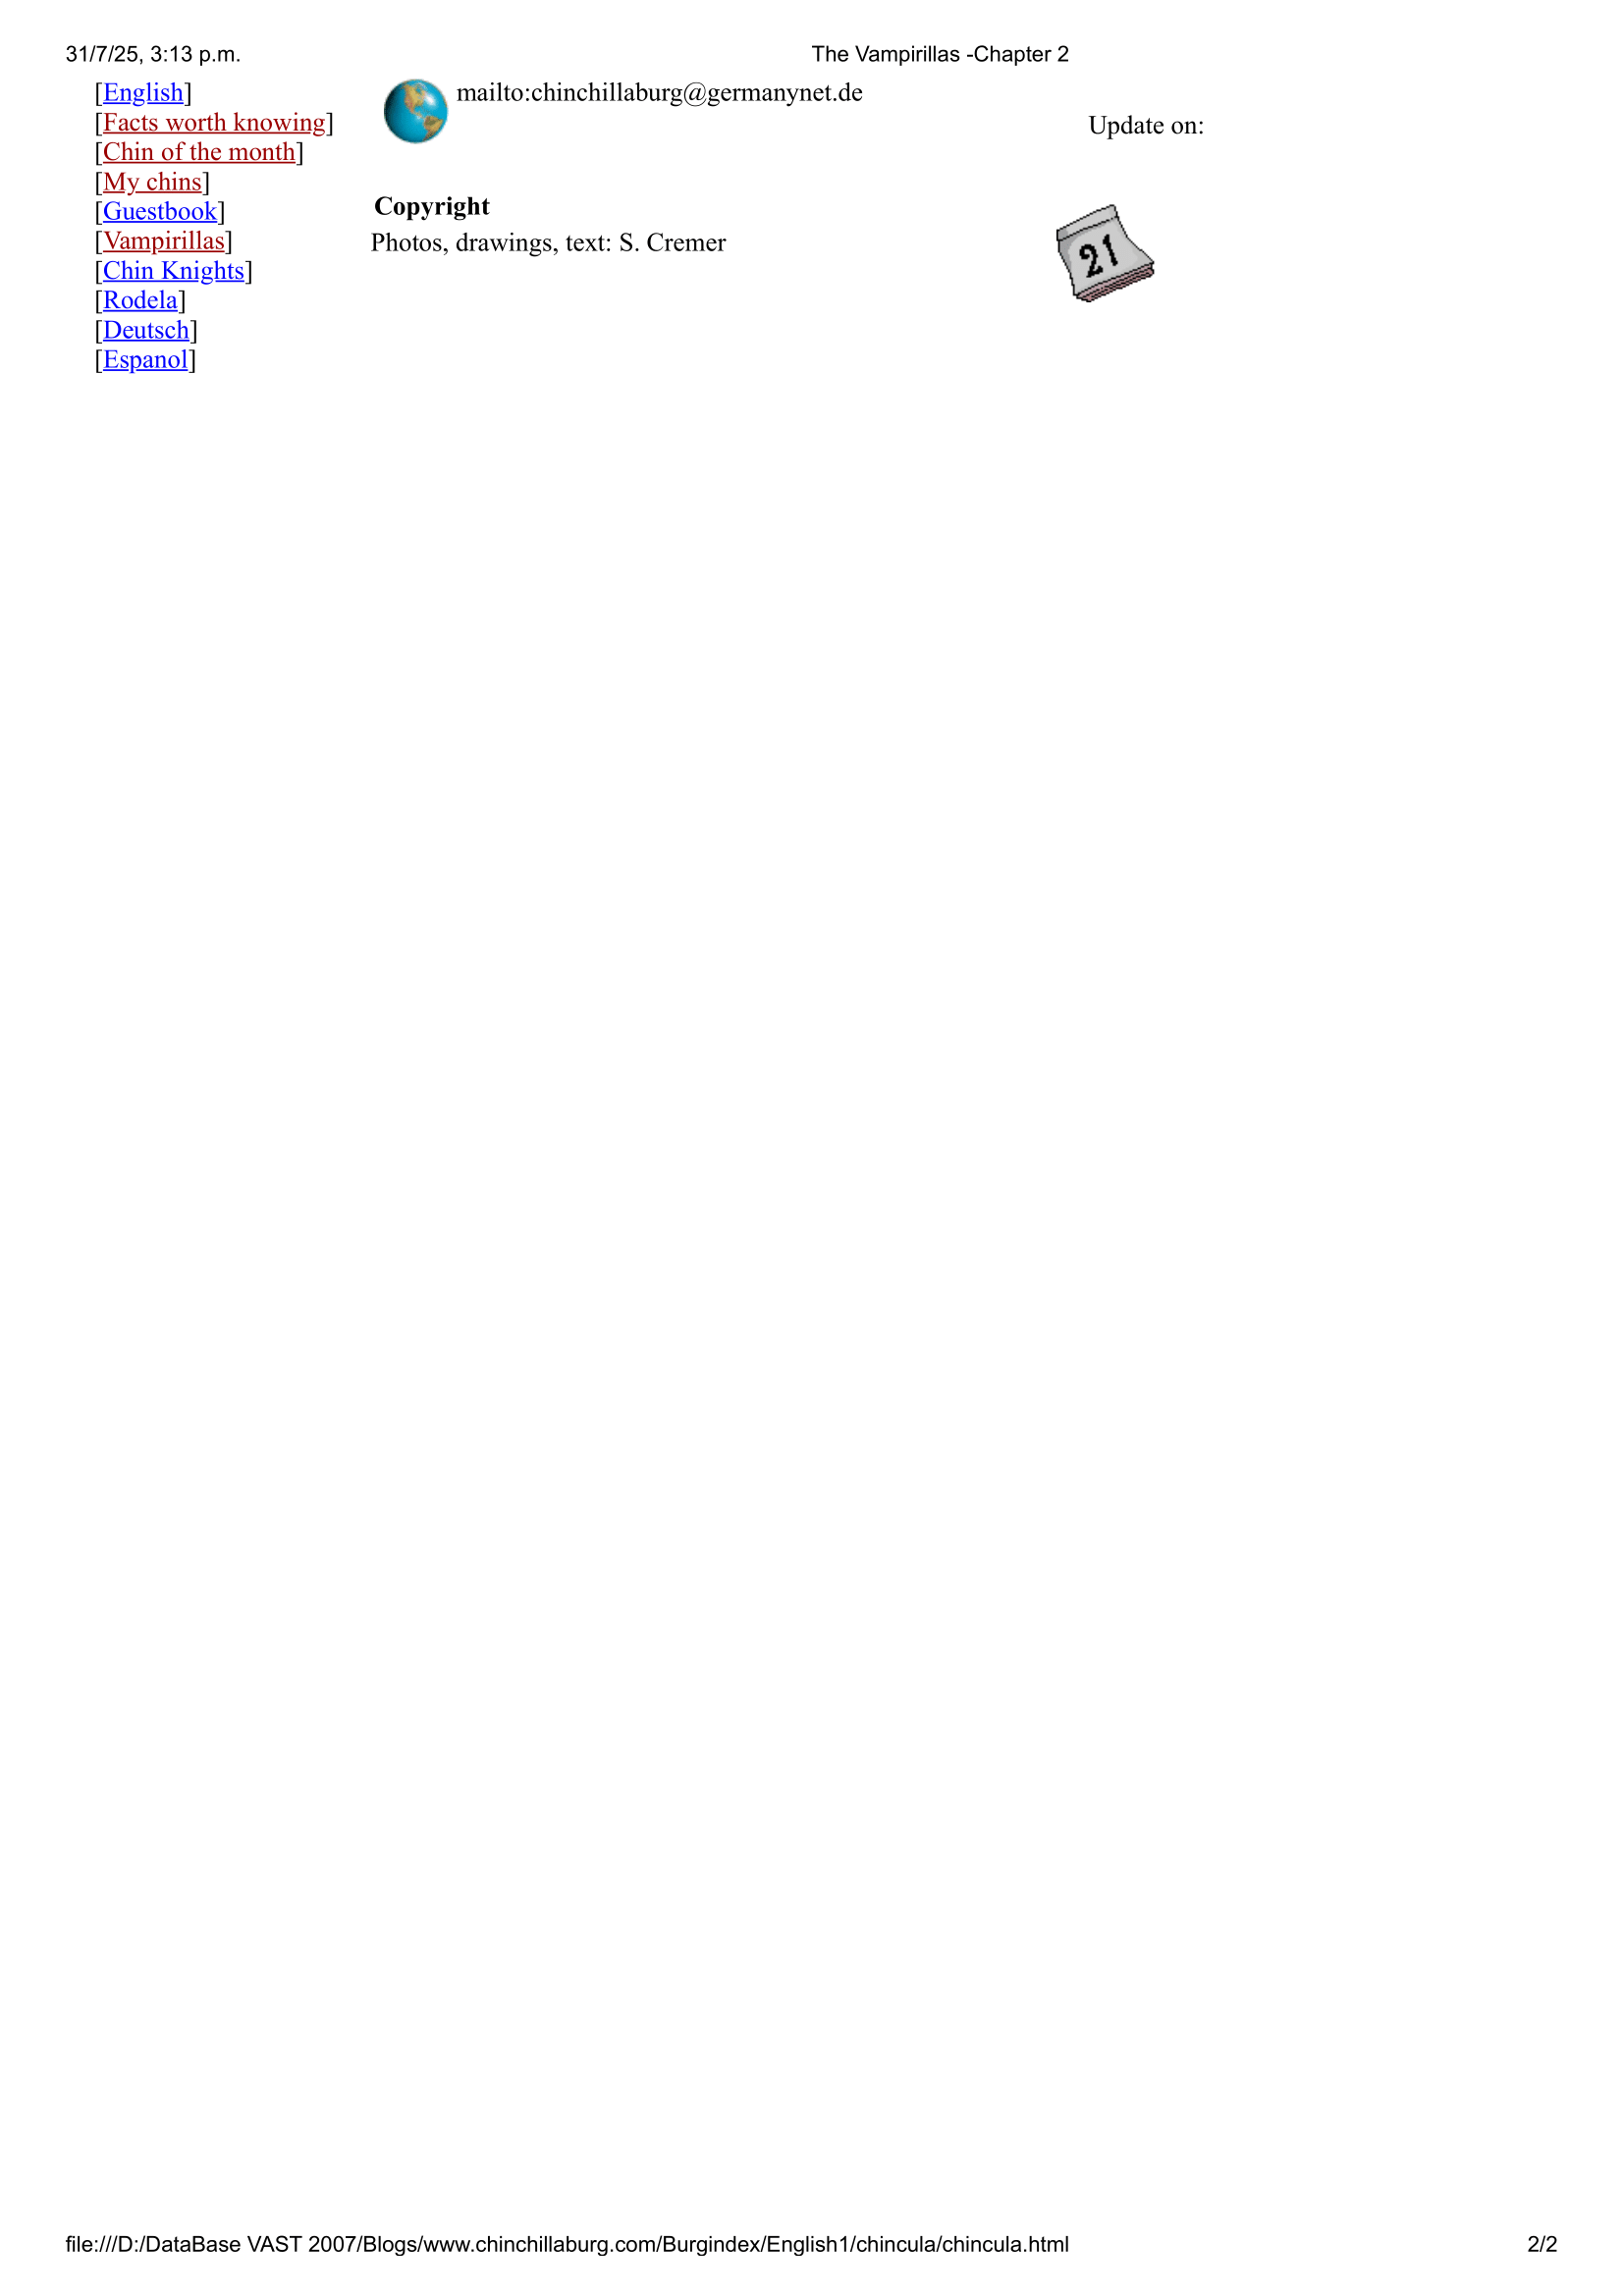 31/7/25, 3:13 p.m.
The Vampirillas -Chapter 2
[English]
[Facts worth knowing]
[Chin of the month]
[My chins]
[Guestbook]
[Vampirillas]
[Chin Knights]
[Rodela]
[Deutsch]
[Espanol]
mailto:chinchillaburg@germanynet.de
Copyright
Photos, drawings, text: S. Cremer
Update on:
21
file:///D:/DataBase VAST 2007/Blogs/www.chinchillaburg.com/Burgindex/English1/chincula/chincula.html
2/2